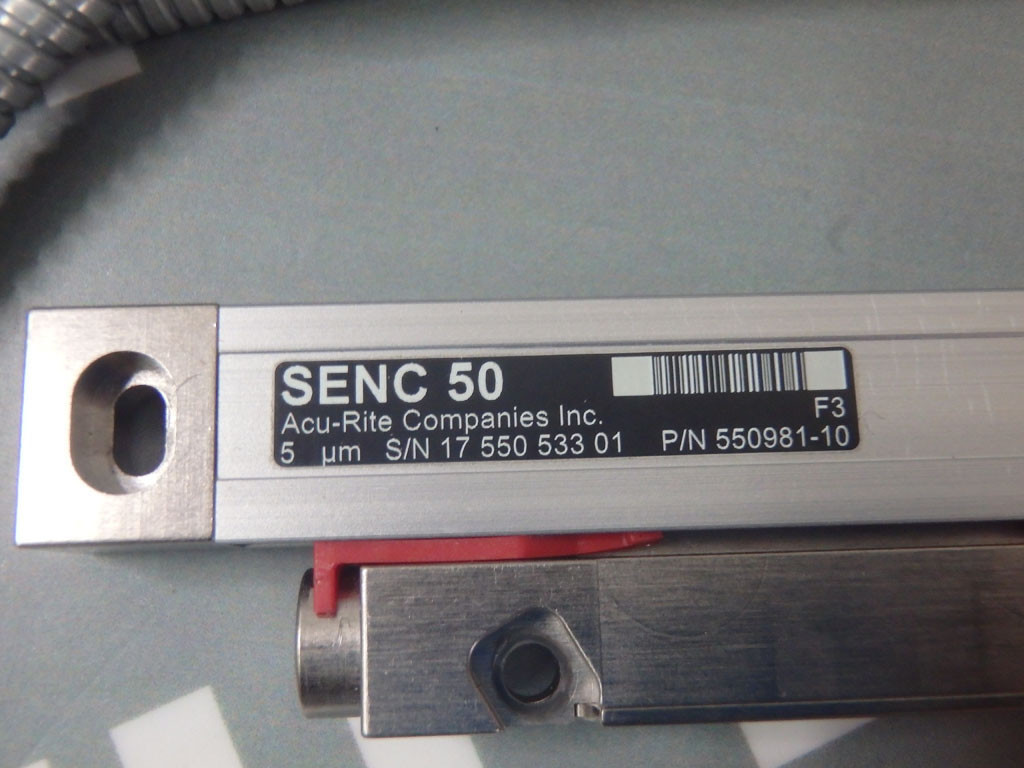 SENC 50
Acu-Rite Companies Inc.
F3
5 µm S/N 17 550 533 01 P/N 550981-10